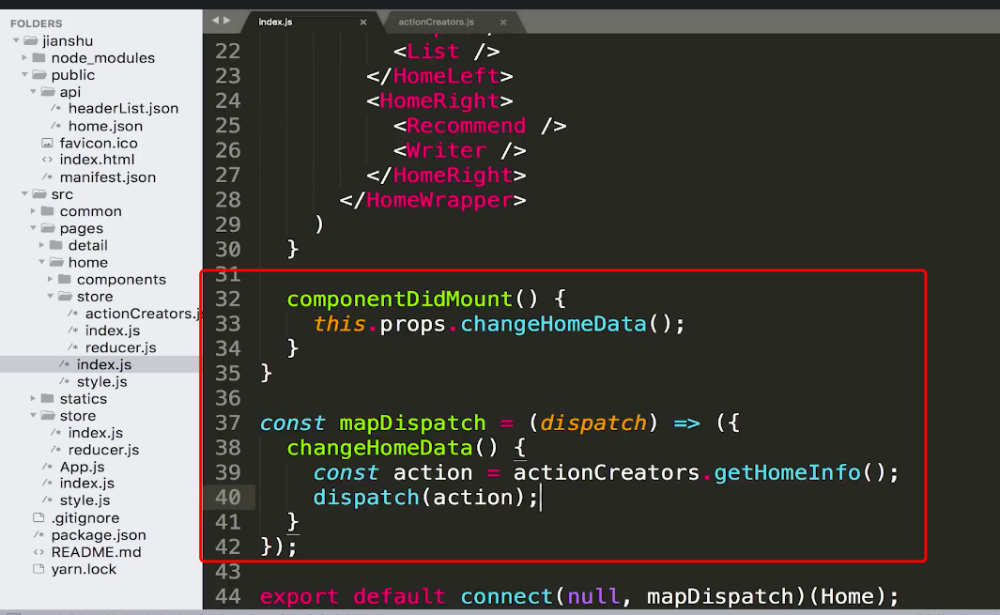 FOLDERS
jianshu
node_modules
public
api
headerList.json
home.json
favicon.ico
index.html
manifest.json
src
common
pages
detail
home
components
store
actionCreators.j
index.js
reducer.js
index.js
style.js
statics
store
index.js
reducer.js
App.js
index.js
style.js
.gitignore
package.json
README.md
yarn.lock
index.js × actionCreators.js ×
22 <List />
23 </HomeLeft>
24 <HomeRight>
25 <Recommend />
26 <Writer />
27 </HomeRight>
28 </HomeWrapper>
29 )
30 }
31
32 componentDidMount() {
33 this.props.changeHomeData();
34 }
35 }
36
37 const mapDispatch = (dispatch) => ({
38 changeHomeData() {
39 const action = actionCreators.getHomeInfo();
40 dispatch(action);
41 }
42 });
43
44 export default connect(null, mapDispatch)(Home);